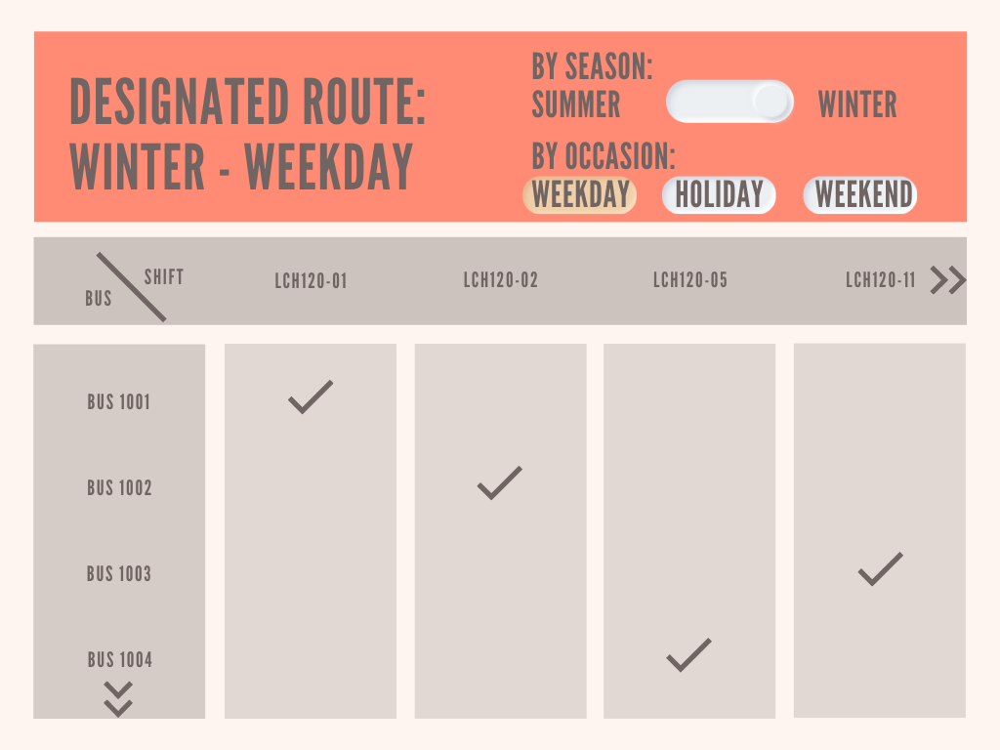 DESIGNATED ROUTE:
WINTER - WEEKDAY
BY SEASON:
SUMMER WINTER
BY OCCASION:
WEEKDAY HOLIDAY WEEKEND
SHIFT
BUS
LCH120-01 LCH120-02 LCH120-05 LCH120-11
BUS 1001
BUS 1002
BUS 1003
BUS 1004